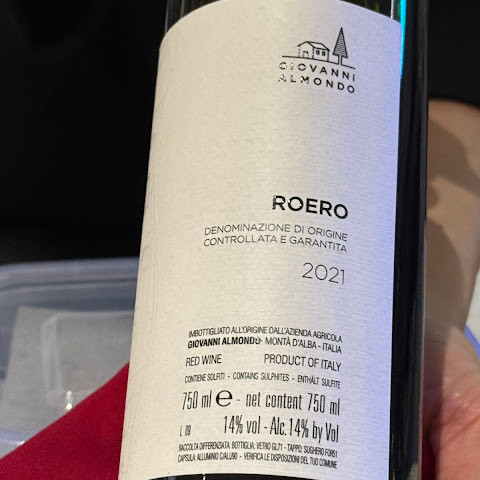 GIOVANNI
ALMONDO
ROERO
DENOMINAZIONE DI ORIGINE
CONTROLLATA E GARANTITA
2021
IMBOTTIGLIATO ALL'ORIGINE DALL'AZIENDA AGRICOLA
GIOVANNI ALMONDO - MONTÀ D'ALBA - ITALIA
RED WINE PRODUCT OF ITALY
CONTIENE SOLFITI - CONTAINS SULPHITES - ENTHÄLT SULFITE
750 ml e - net content 750 ml
L 09 14% vol - Alc. 14% by Vol
RACCOLTA DIFFERENZIATA: BOTTIGLIA: VETRO GL71 - TAPPO: SUGHERO FOR51
CAPSULA: ALLUMINIO C/ALU90 - VERIFICA LE DISPOSIZIONI DEL TUO COMUNE